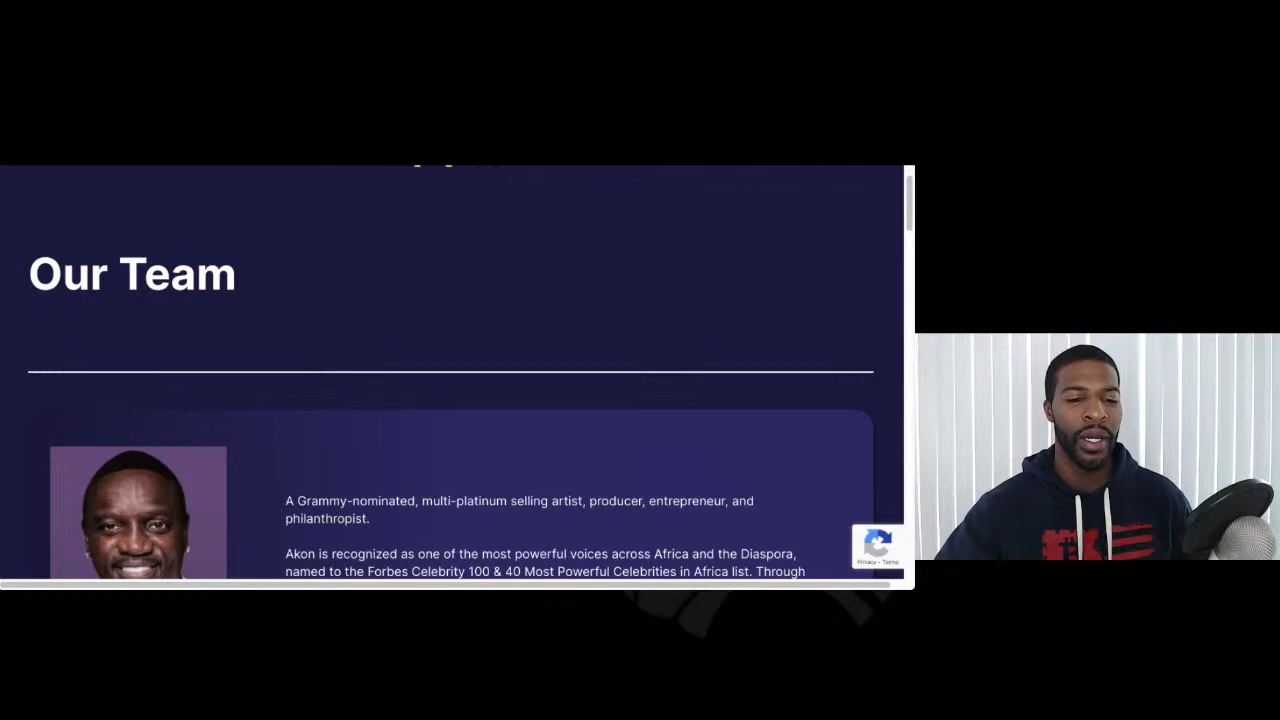 Our Team
A Grammy-nominated, multi-platinum selling artist, producer, entrepreneur, and
philanthropist.
Akon is recognized as one of the most powerful voices across Africa and the Diaspora,
named to the Forbes Celebrity 100 & 40 Most Powerful Celebrities in Africa list. Through
Privacy - Terms